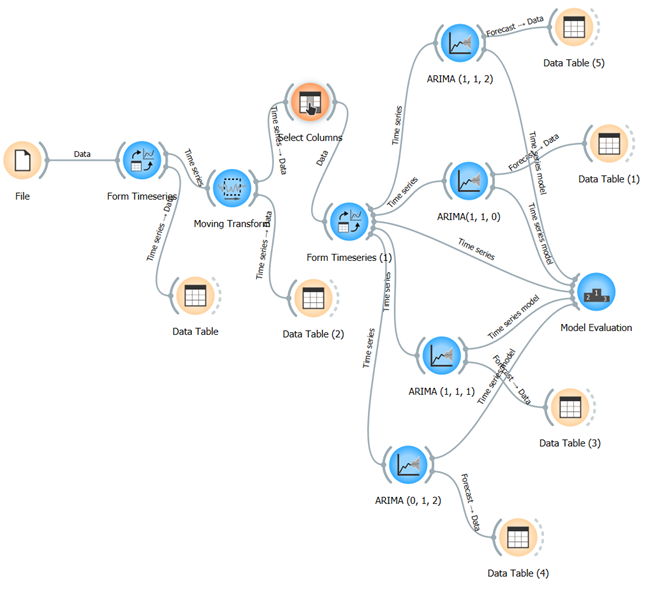 Forecast → Data
Data Table (5)
ARIMA (1, 1, 2)
Time series
Time series model
Time series → Data
Select Columns
Data
File
Data
Form Timeseries
Time series
Time series → Data
Moving Transform
Time series → Data
Data Table
Data Table (2)
Data
Form Timeseries (1)
Time series
Forecast → Data
Data Table (1)
ARIMA(1, 1, 0)
Time series model
Time series
Model Evaluation
Time series
Time series model
ARIMA (1, 1, 1)
Forecast → Data
Data Table (3)
Time series
Time series model
ARIMA (0, 1, 2)
Forecast → Data
Data Table (4)
1
2
3